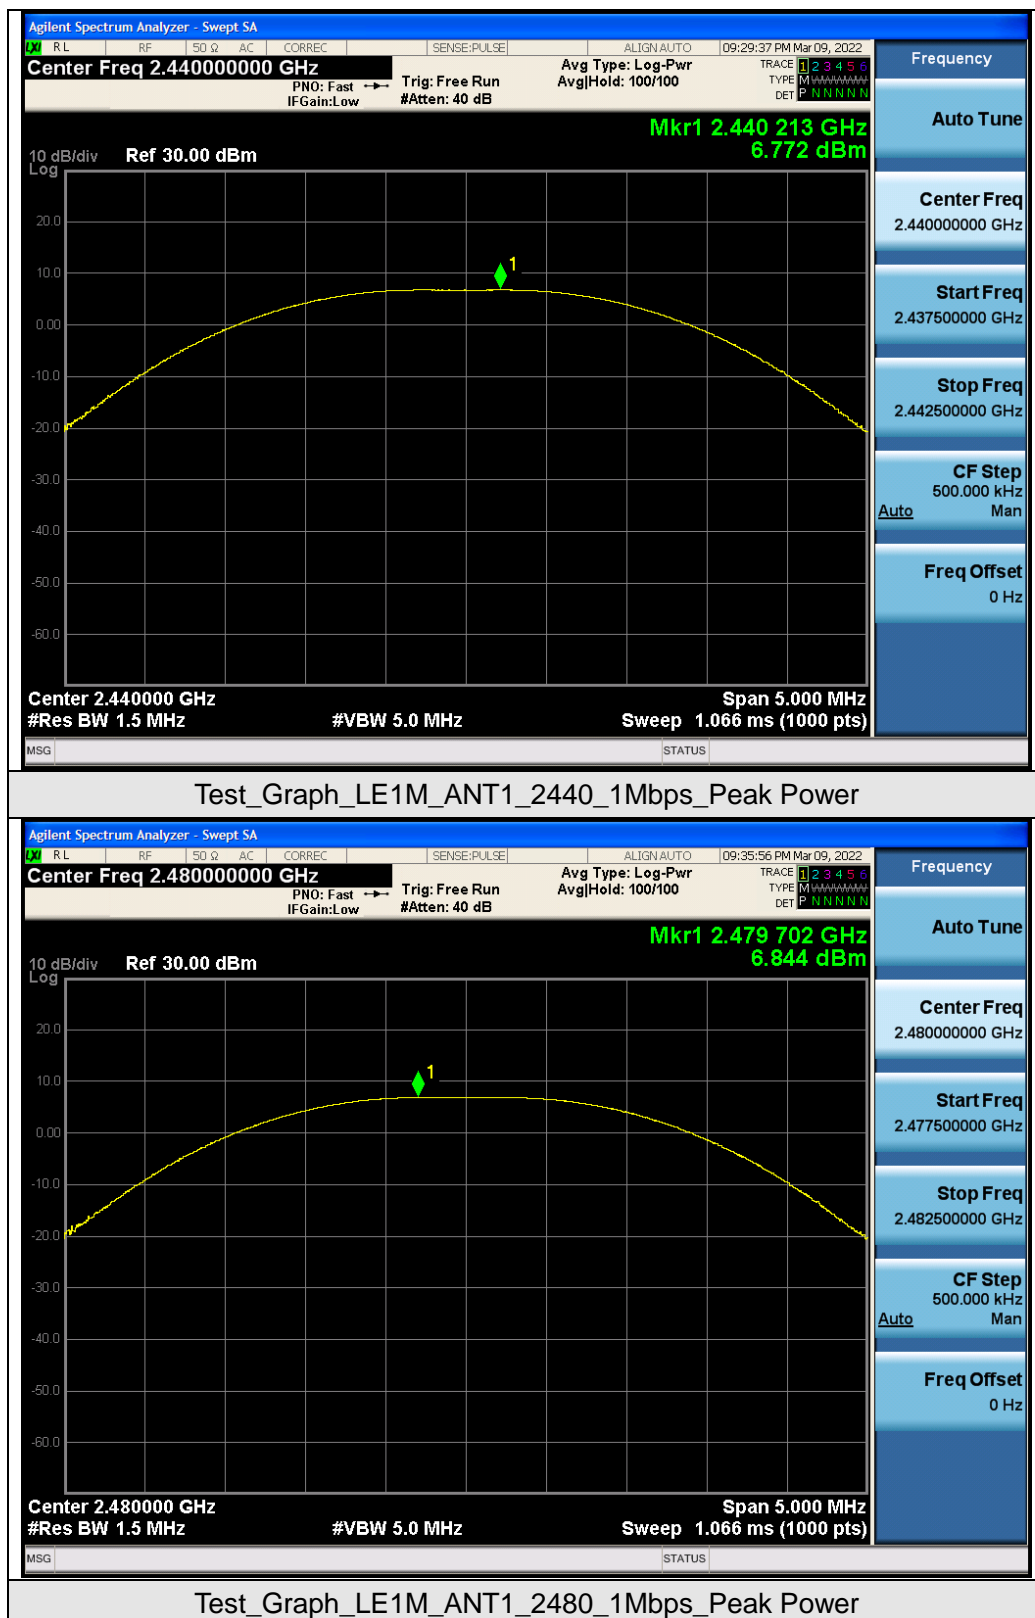 Agilent Spectrum Analyzer - Swept SA
LXI RL RF 50 Ω AC CORREC SENSE:PULSE ALIGN AUTO 09:29:37 PM Mar 09, 2022
Center Freq 2.440000000 GHz
PNO: Fast
IFGain:Low
Trig: Free Run
#Atten: 40 dB
Avg Type: Log-Pwr
Avg|Hold: 100/100
TRACE 1 2 3 4 5 6
TYPE M
DET P N N N N N
Mkr1 2.440 213 GHz
6.772 dBm
10 dB/div Ref 30.00 dBm
Log
20.0
10.0
0.00
-10.0
-20.0
-30.0
-40.0
-50.0
-60.0
1
Center 2.440000 GHz Span 5.000 MHz
#Res BW 1.5 MHz #VBW 5.0 MHz Sweep 1.066 ms (1000 pts)
MSG STATUS
Frequency
Auto Tune
Center Freq
2.440000000 GHz
Start Freq
2.437500000 GHz
Stop Freq
2.442500000 GHz
CF Step
500.000 kHz
Auto Man
Freq Offset
0 Hz
Test_Graph_LE1M_ANT1_2440_1Mbps_Peak Power
Agilent Spectrum Analyzer - Swept SA
LXI RL RF 50 Ω AC CORREC SENSE:PULSE ALIGN AUTO 09:35:56 PM Mar 09, 2022
Center Freq 2.480000000 GHz
PNO: Fast
IFGain:Low
Trig: Free Run
#Atten: 40 dB
Avg Type: Log-Pwr
Avg|Hold: 100/100
TRACE 1 2 3 4 5 6
TYPE M
DET P N N N N N
Mkr1 2.479 702 GHz
6.844 dBm
10 dB/div Ref 30.00 dBm
Log
20.0
10.0
0.00
-10.0
-20.0
-30.0
-40.0
-50.0
-60.0
1
Center 2.480000 GHz Span 5.000 MHz
#Res BW 1.5 MHz #VBW 5.0 MHz Sweep 1.066 ms (1000 pts)
MSG STATUS
Frequency
Auto Tune
Center Freq
2.480000000 GHz
Start Freq
2.477500000 GHz
Stop Freq
2.482500000 GHz
CF Step
500.000 kHz
Auto Man
Freq Offset
0 Hz
Test_Graph_LE1M_ANT1_2480_1Mbps_Peak Power